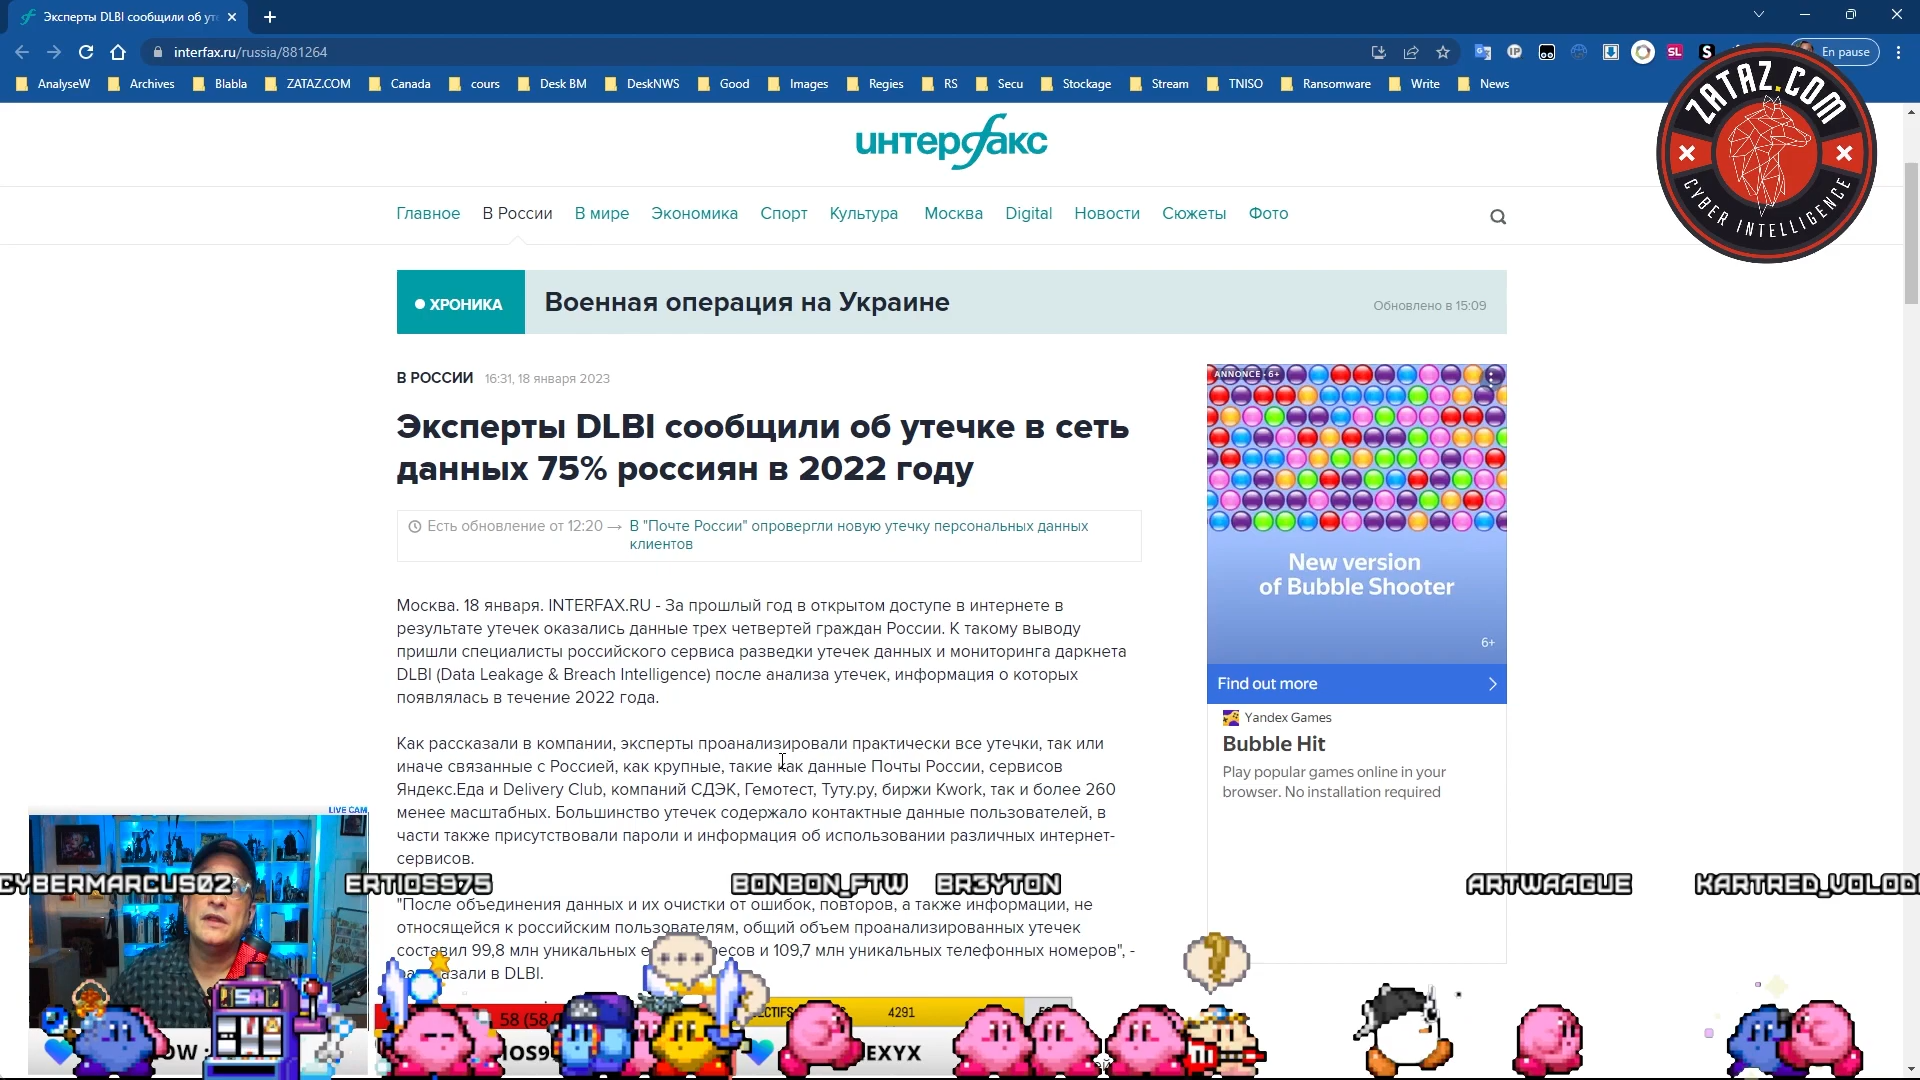 Эксперты DLBI сообщили об уте
interfax.ru/russia/881264
En pause
AnalyseW Archives Blabla ZATAZ.COM Canada cours Desk BM DeskNWS Good Images Regies RS Secu Stockage Stream TNISO Ransomware Write News
ZATAZ.COM
CYBER INTELLIGENCE
интерфакс
Главное В России В мире Экономика Спорт Культура Москва Digital Новости Сюжеты Фото
ХРОНИКА Военная операция на Украине Обновлено в 15:09
В РОССИИ 16:31, 18 января 2023
Эксперты DLBI сообщили об утечке в сеть
данных 75% россиян в 2022 году
Есть обновление от 12:20 → В "Почте России" опровергли новую утечку персональных данных
клиентов
Москва. 18 января. INTERFAX.RU - За прошлый год в открытом доступе в интернете в
результате утечек оказались данные трех четвертей граждан России. К такому выводу
пришли специалисты российского сервиса разведки утечек данных и мониторинга даркнета
DLBI (Data Leakage & Breach Intelligence) после анализа утечек, информация о которых
появлялась в течение 2022 года.
Как рассказали в компании, эксперты проанализировали практически все утечки, так или
иначе связанные с Россией, как крупные, такие как данные Почты России, сервисов
Яндекс.Еда и Delivery Club, компаний СДЭК, Гемотест, Туту.ру, биржи Kwork, так и более 260
менее масштабных. Большинство утечек содержало контактные данные пользователей, в
части также присутствовали пароли и информация об использовании различных интернет-
сервисов.
"После объединения данных и их очистки от ошибок, повторов, а также информации, не
относящейся к российским пользователям, общий объем проанализированных утечек
составил 99,8 млн уникальных e ресов и 109,7 млн уникальных телефонных номеров", -
азали в DLBI.
ANNONCE • 6+
New version
of Bubble Shooter
6+
Find out more
Yandex Games
Bubble Hit
Play popular games online in your
browser. No installation required
LIVE CAM
CYBERMARCUS02 ERTIOS975 BONBON_FTW BR3YTON ARTWAAGUE KARTRED_VOLOD
58 (58.
4291
EXYX